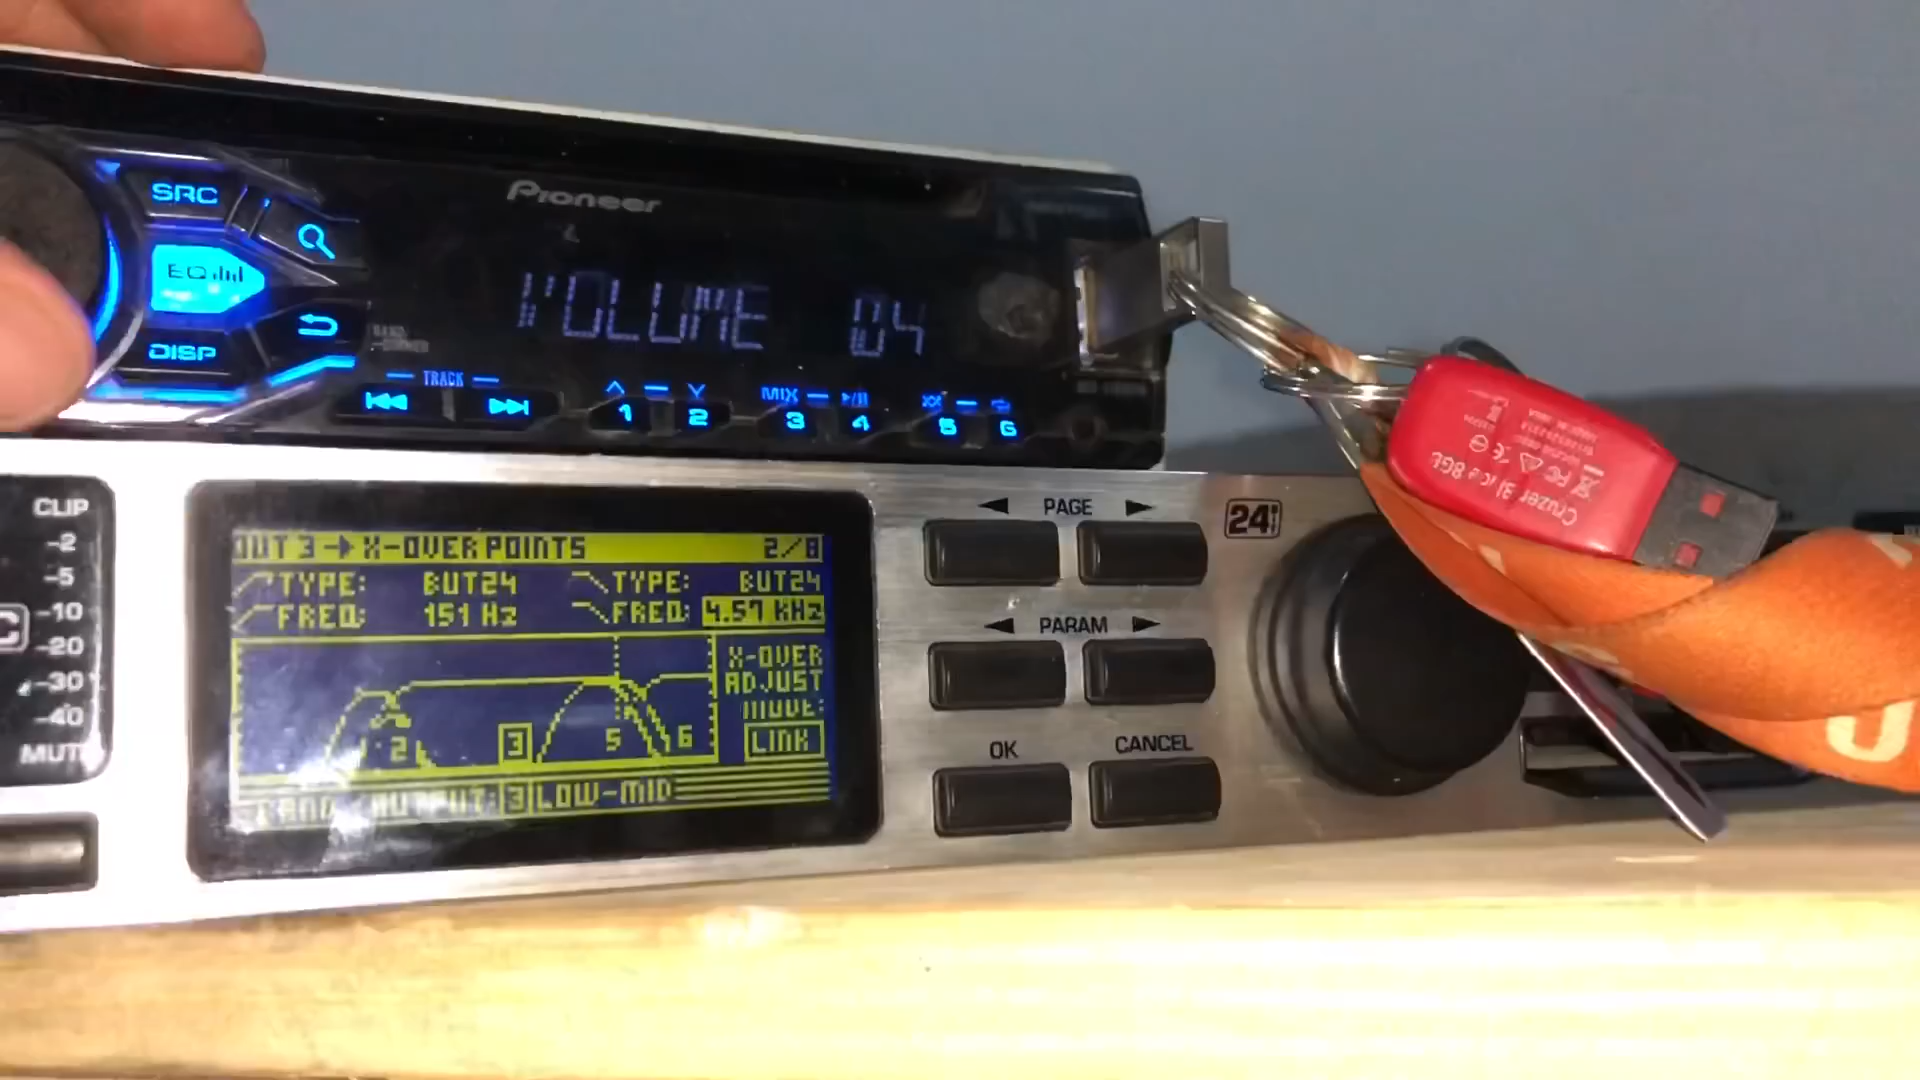 Pioneer
SRC
EQ
DISP
VOLUME 04
TRACK
1 2
MIX
3 4
5 6
CLIP
-2
-5
-10
-20
-30
-40
MUTE
OUT 3 → X-OVER POINTS 2/8
TYPE: BUT24 TYPE: BUT24
FREQ: 151 Hz FREQ: 4.57 KHz
X-OVER
ADJUST
MODE:
LINK
2 3 5 6
OUTPUT: 3 LOW-MID
PAGE
PARAM
OK CANCEL
24
Cruzer 8GB